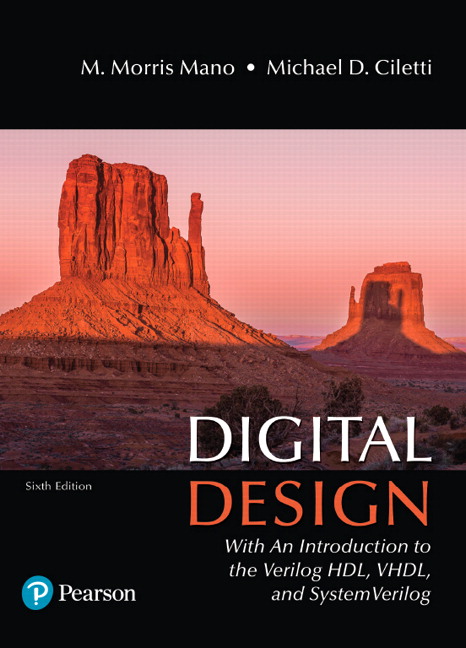 M. Morris Mano • Michael D. Ciletti
DIGITAL
Sixth Edition
DESIGN
With An Introduction to
the Verilog HDL, VHDL,
and SystemVerilog
P Pearson